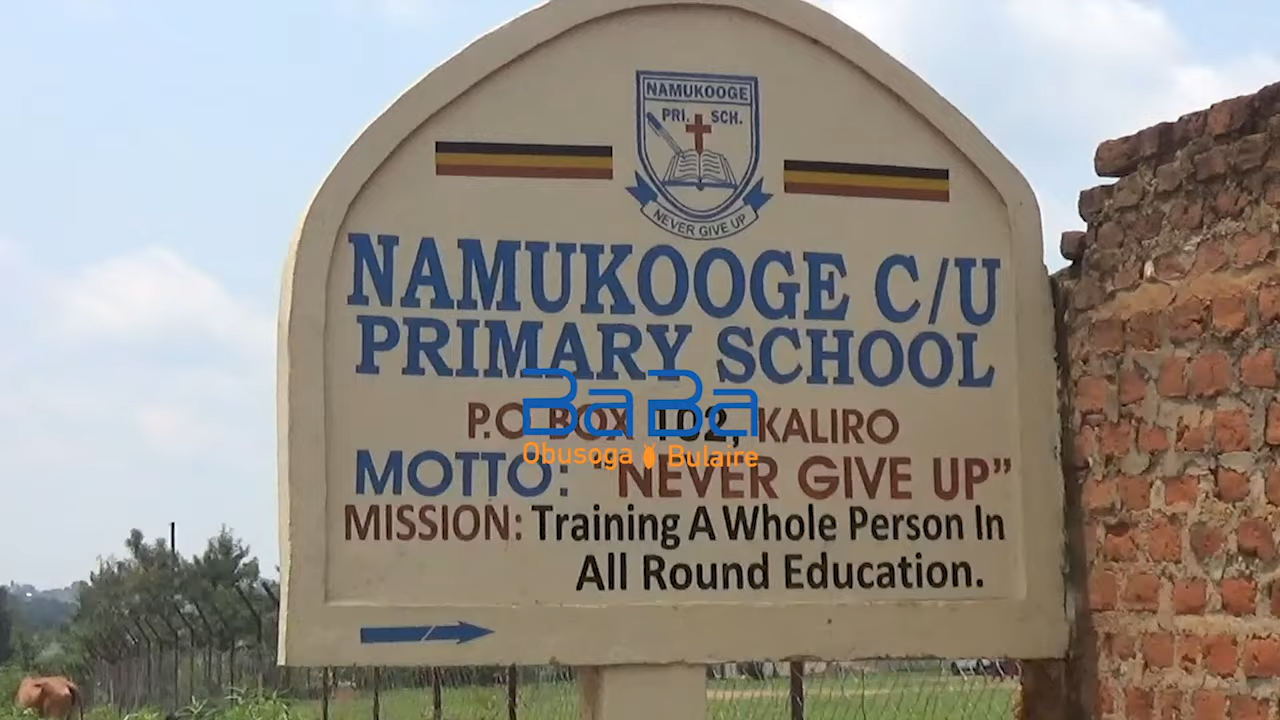 NAMUKOOGE
PRI. SCH.
NEVER GIVE UP
NAMUKOOGE C/U
PRIMARY SCHOOL
P.O BOX 102, KALIRO
BaBa
Obusoga Bulaire
MOTTO: "NEVER GIVE UP"
MISSION: Training A Whole Person In
All Round Education.